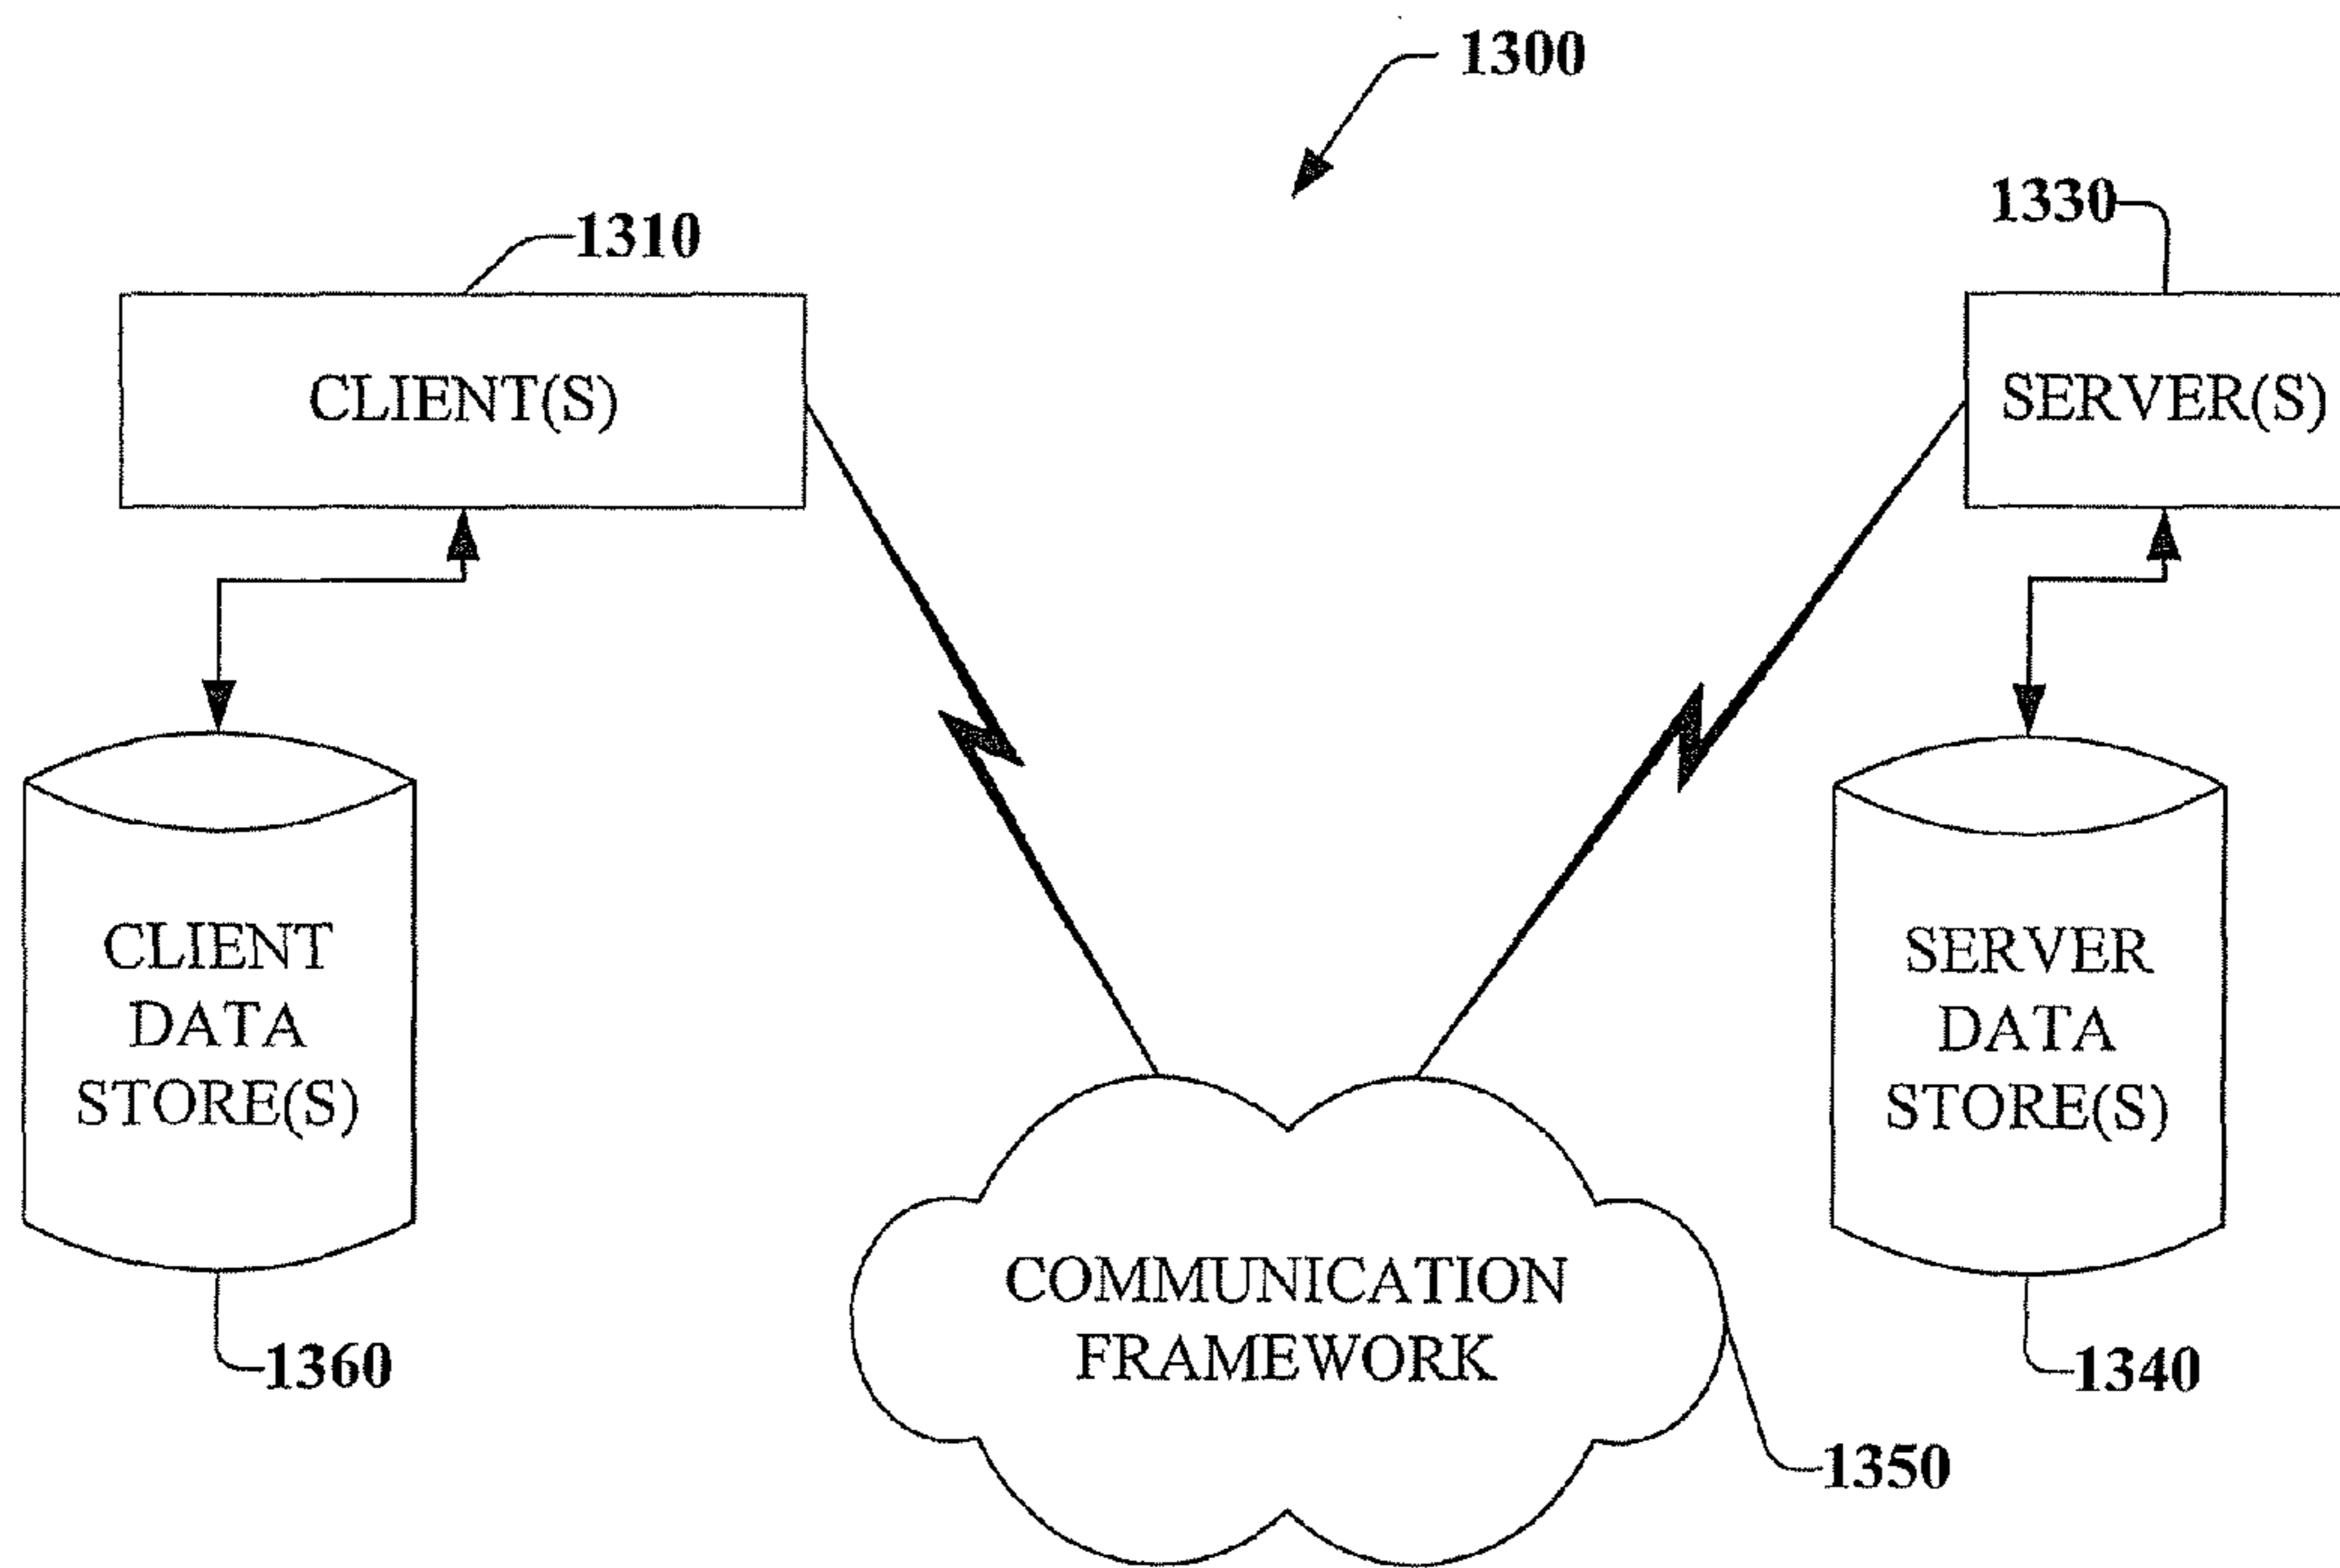 1300
1310
1330
CLIENT(S)
SERVER(S)
CLIENT
DATA
STORE(S)
SERVER
DATA
STORE(S)
COMMUNICATION
FRAMEWORK
1360
1340
1350